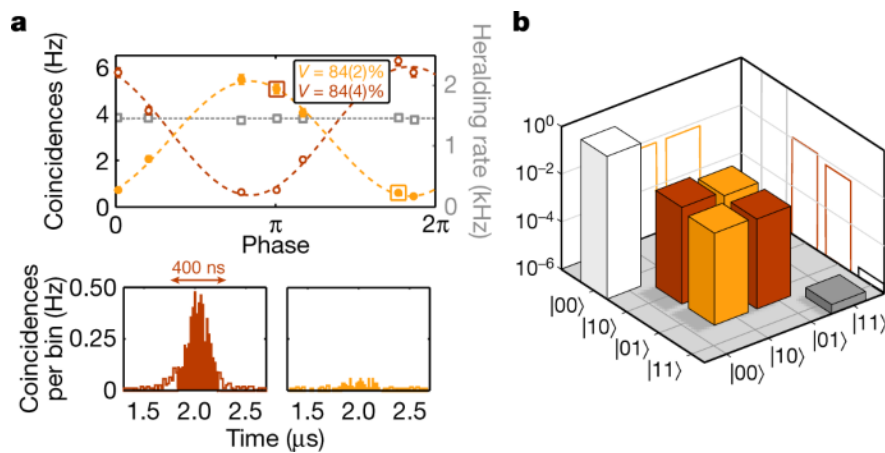 a
Coincidences (Hz)
6
4
2
0
V = 84(2)%
V = 84(4)%
2
1
0
Heralding rate (kHz)
0
π
2π
Phase
400 ns
Coincidences
per bin (Hz)
0.50
0.25
0
1.5
2.0
2.5
1.5
2.0
2.5
Time (μs)
b
10⁰
10⁻²
10⁻⁴
10⁻⁶
|00⟩
|10⟩
|01⟩
|11⟩
|00⟩
|10⟩
|01⟩
|11⟩